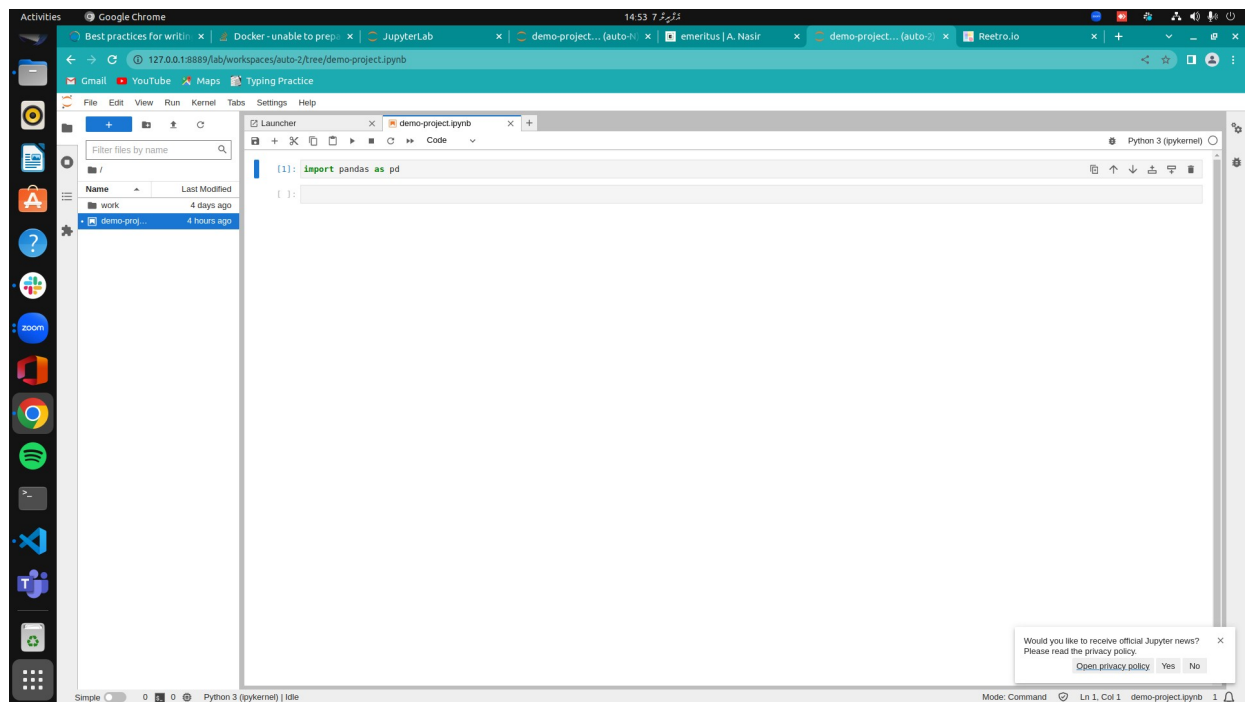 Activities Google Chrome 14:53 7
Best practices for writin Docker - unable to prepa JupyterLab demo-project… (auto-N emeritus | A. Nasir demo-project… (auto-2) Reetro.io
127.0.0.1:8889/lab/workspaces/auto-2/tree/demo-project.ipynb
Gmail YouTube Maps Typing Practice
File Edit View Run Kernel Tabs Settings Help
Launcher demo-project.ipynb
Code Python 3 (ipykernel)
Filter files by name
/
Name Last Modified
work 4 days ago
demo-proj... 4 hours ago
[1]: import pandas as pd
[ ]:
zoom
Would you like to receive official Jupyter news?
Please read the privacy policy.
Open privacy policy Yes No
Simple 0 0 Python 3 (ipykernel) | Idle Mode: Command Ln 1, Col 1 demo-project.ipynb 1